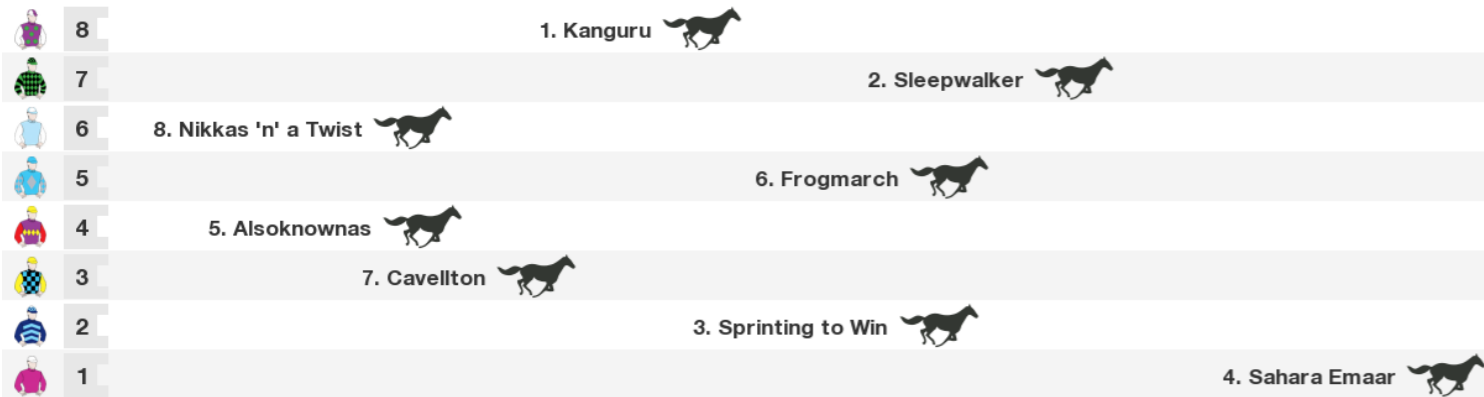 8 1. Kanguru
7 2. Sleepwalker
6 8. Nikkas 'n' a Twist
5 6. Frogmarch
4 5. Alsoknownas
3 7. Cavellton
2 3. Sprinting to Win
1 4. Sahara Emaar